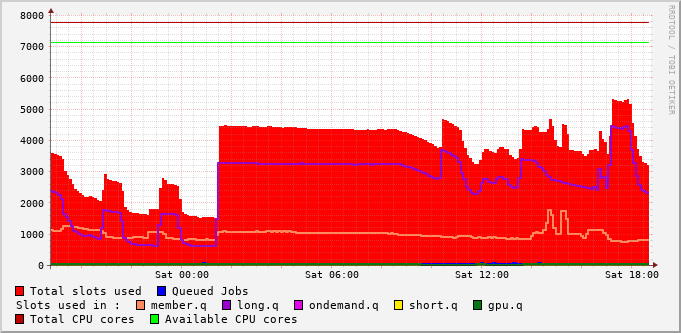 8000
7000
6000
5000
4000
3000
2000
1000
0
Sat 00:00 Sat 06:00 Sat 12:00 Sat 18:00
RRDTOOL / TOBI OETIKER
Total slots used Queued Jobs
Slots used in : member.q long.q ondemand.q short.q gpu.q
Total CPU cores Available CPU cores